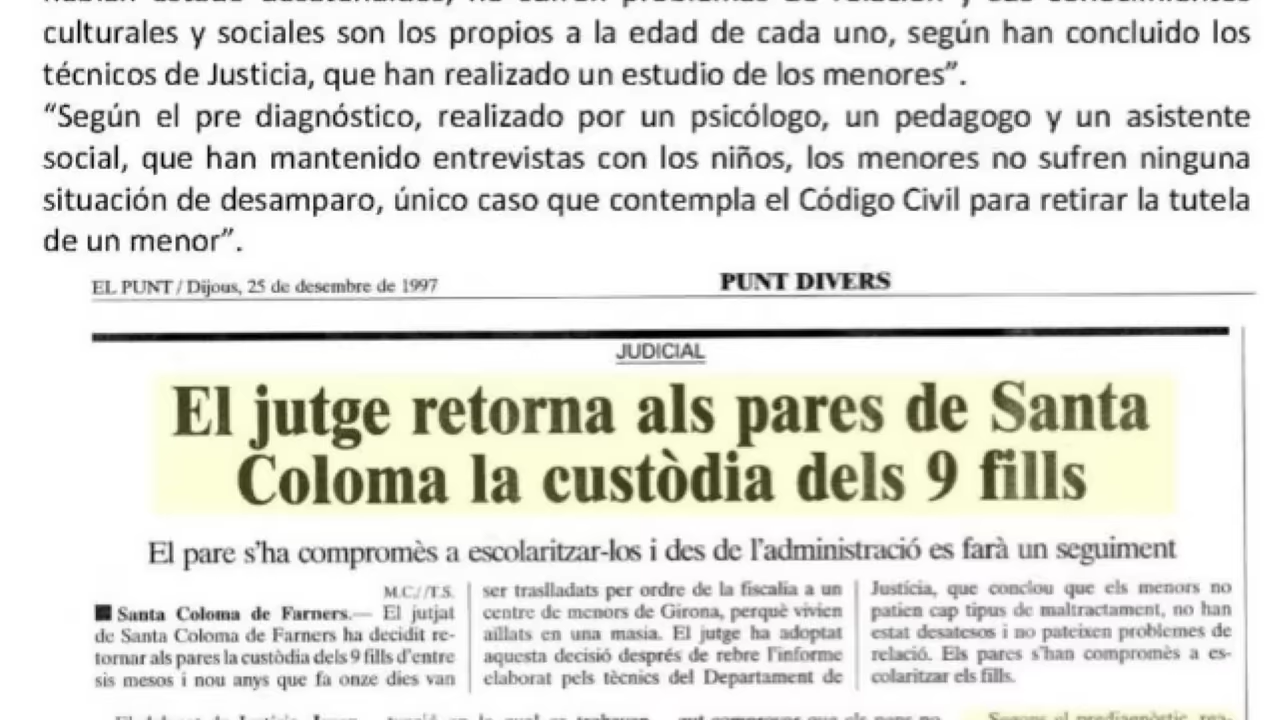 culturales y sociales son los propios a la edad de cada uno, según han concluido los
técnicos de Justicia, que han realizado un estudio de los menores”.
“Según el pre diagnóstico, realizado por un psicólogo, un pedagogo y un asistente
social, que han mantenido entrevistas con los niños, los menores no sufren ninguna
situación de desamparo, único caso que contempla el Código Civil para retirar la tutela
de un menor”.
EL PUNT / Dijous, 25 de desembre de 1997
PUNT DIVERS
JUDICIAL
El jutge retorna als pares de Santa
Coloma la custòdia dels 9 fills
El pare s’ha compromès a escolaritzar-los i des de l’administració es farà un seguiment
M.C./T.S.
■ Santa Coloma de Farners.— El jutjat
de Santa Coloma de Farners ha decidit re-
tornar als pares la custòdia dels 9 fills d’entre
sis mesos i nou anys que fa onze dies van
ser traslladats per ordre de la fiscalia a un
centre de menors de Girona, perquè vivien
aïllats en una masia. El jutge ha adoptat
aquesta decisió després de rebre l’informe
elaborat pels tècnics del Departament de
Justícia, que conclou que els menors no
patien cap tipus de maltractament, no han
estat desatesos i no pateixen problemes de
relació. Els pares s’han compromès a es-
colaritzar els fills.